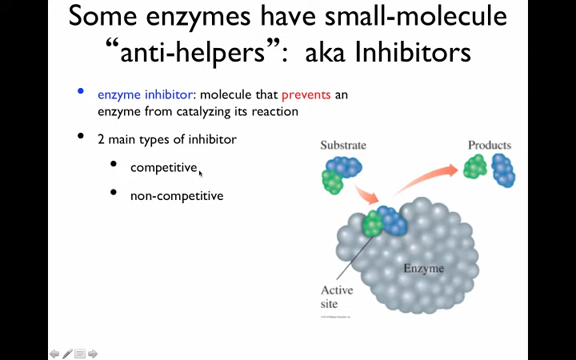 Some enzymes have small-molecule
“anti-helpers”: aka Inhibitors
• enzyme inhibitor: molecule that prevents an
enzyme from catalyzing its reaction
• 2 main types of inhibitor
• competitive
• non-competitive
Substrate
Products
Enzyme
Active
site